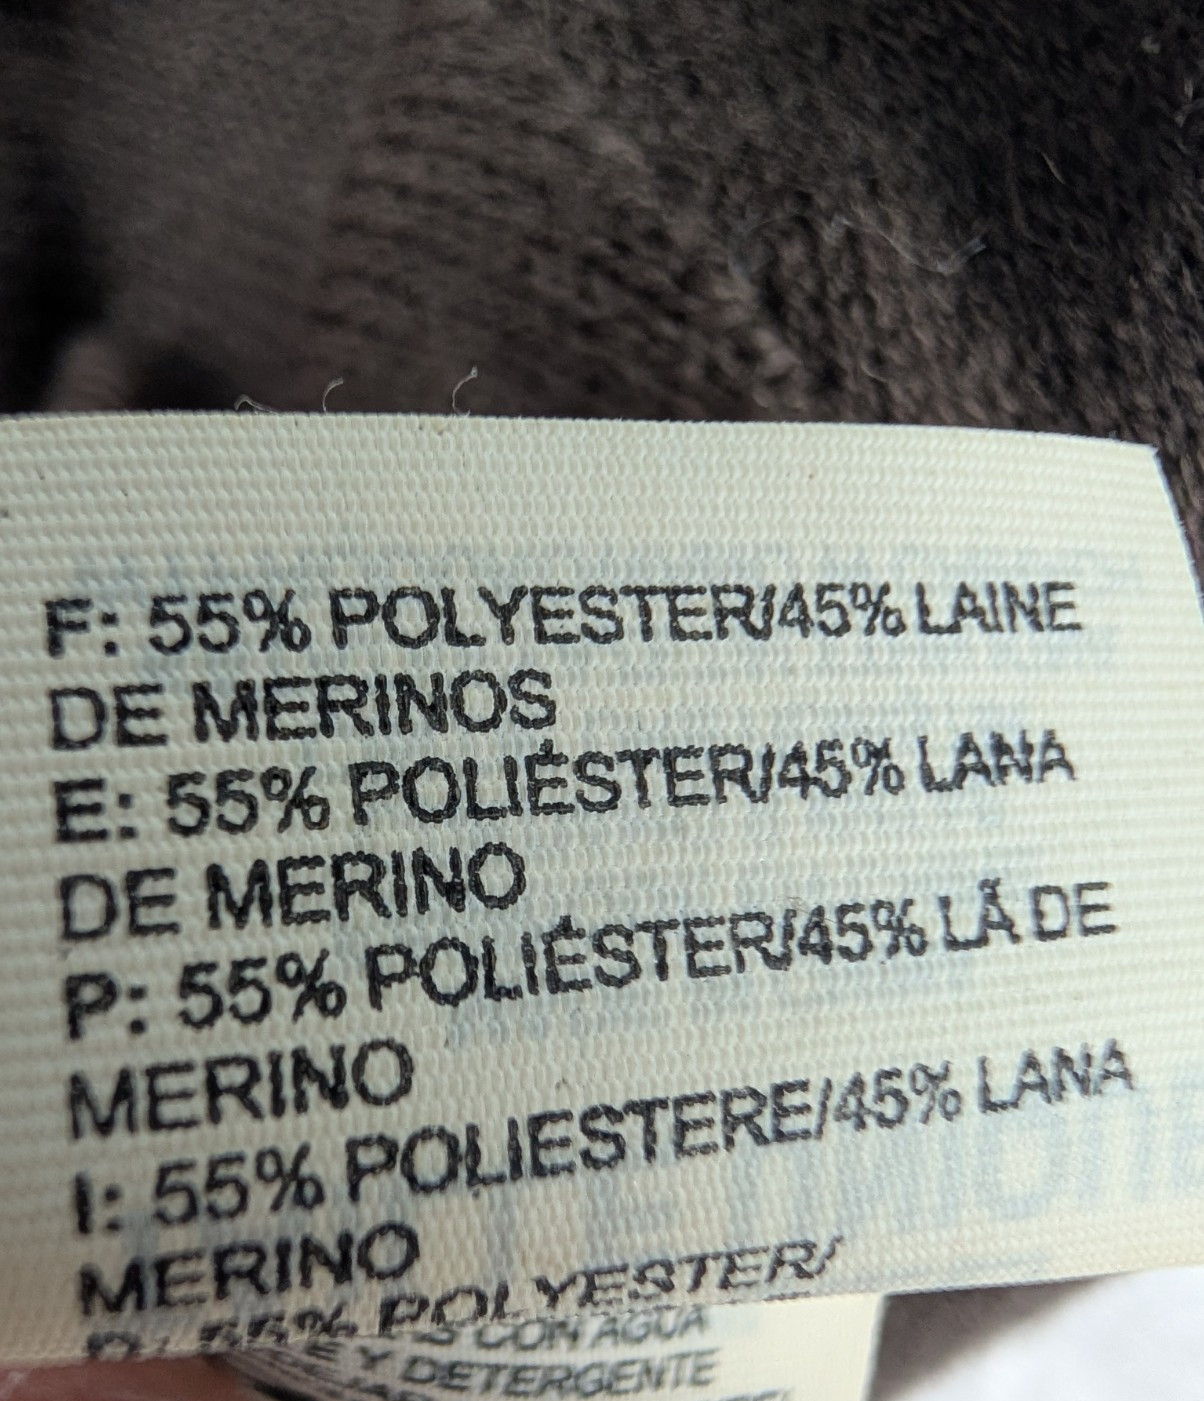 F: 55% POLYESTER/45% LAINE
DE MERINOS
E: 55% POLIÉSTER/45% LANA
DE MERINO
P: 55% POLIÉSTER/45% LÃ DE
MERINO
I: 55% POLIESTERE/45% LANA
MERINO
D: 55% POLYESTER/
CON AGUA
Y DETERGENTE